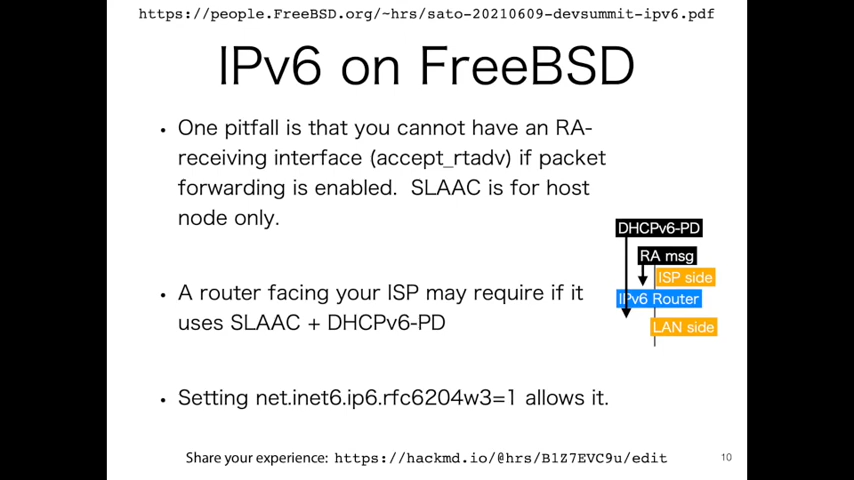 https://people.FreeBSD.org/~hrs/sato-20210609-devsummit-ipv6.pdf
IPv6 on FreeBSD
• One pitfall is that you cannot have an RA-
receiving interface (accept_rtadv) if packet
forwarding is enabled. SLAAC is for host
node only.
DHCPv6-PD
RA msg
ISP side
IPv6 Router
LAN side
• A router facing your ISP may require if it
uses SLAAC + DHCPv6-PD
• Setting net.inet6.ip6.rfc6204w3=1 allows it.
Share your experience: https://hackmd.io/@hrs/B1Z7EVC9u/edit
10